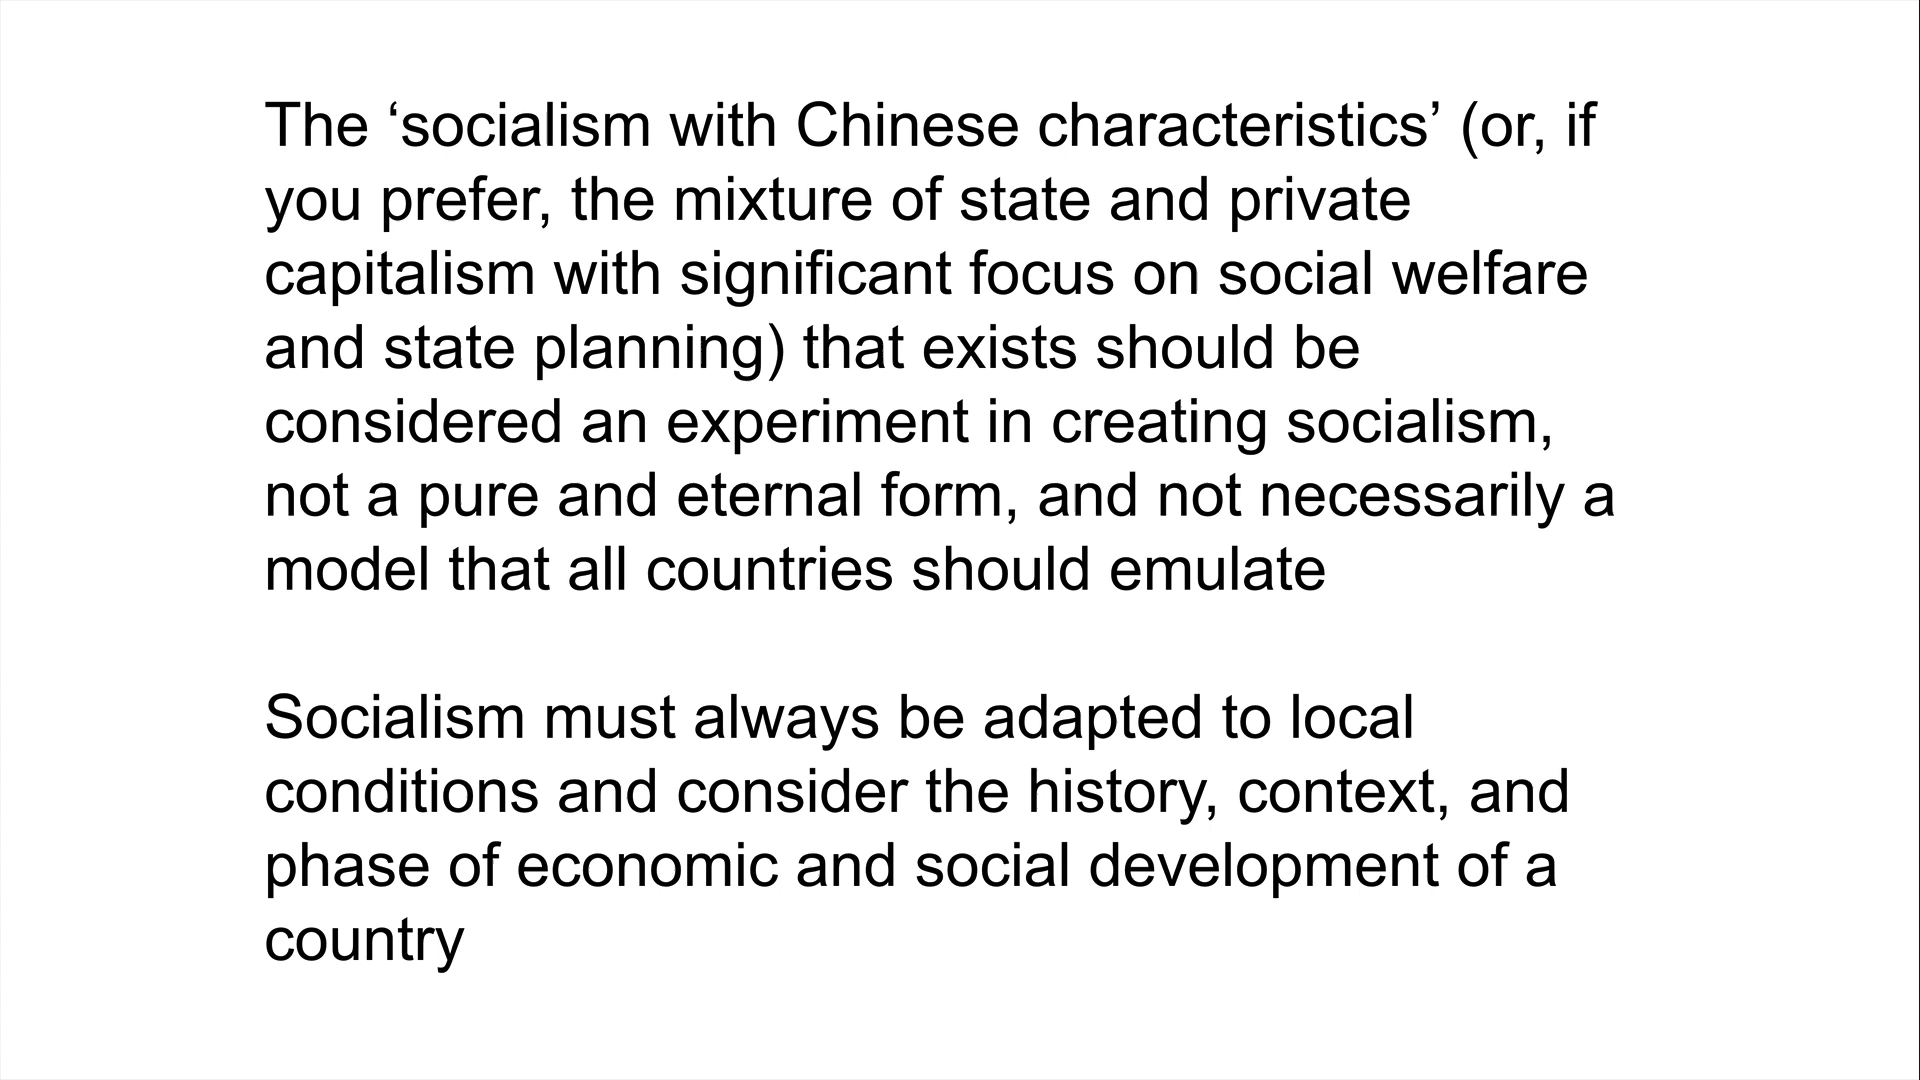 The ‘socialism with Chinese characteristics’ (or, if
you prefer, the mixture of state and private
capitalism with significant focus on social welfare
and state planning) that exists should be
considered an experiment in creating socialism,
not a pure and eternal form, and not necessarily a
model that all countries should emulate
Socialism must always be adapted to local
conditions and consider the history, context, and
phase of economic and social development of a
country